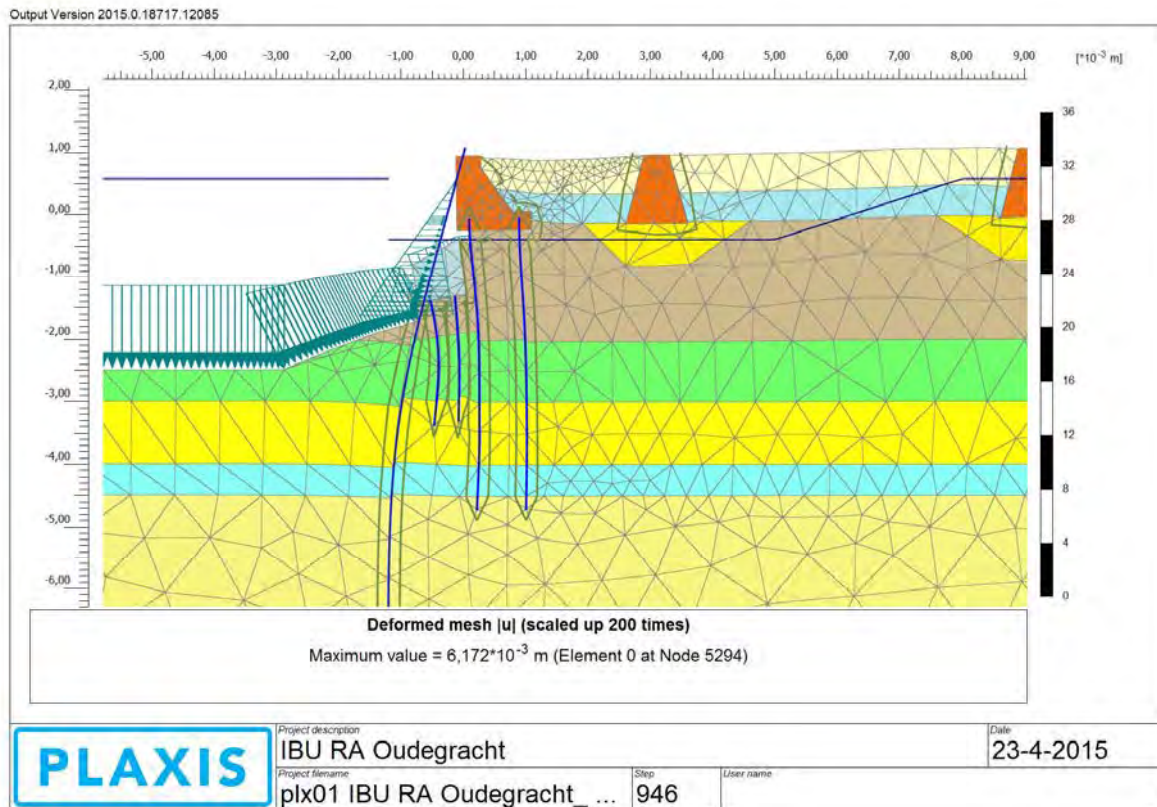 Output Version 2015.0.18717.12085
-5,00 -4,00 -3,00 -2,00 -1,00 0,00 1,00 2,00 3,00 4,00 5,00 6,00 7,00 8,00 9,00
[*10⁻³ m]
2,00
1,00
0,00
-1,00
-2,00
-3,00
-4,00
-5,00
-6,00
36
32
28
24
20
16
12
8
4
0
Deformed mesh |u| (scaled up 200 times)
Maximum value = 6,172*10⁻³ m (Element 0 at Node 5294)
PLAXIS
Project description
IBU RA Oudegracht
Date
23-4-2015
Project filename
plx01 IBU RA Oudegracht_ ...
Step
946
User name